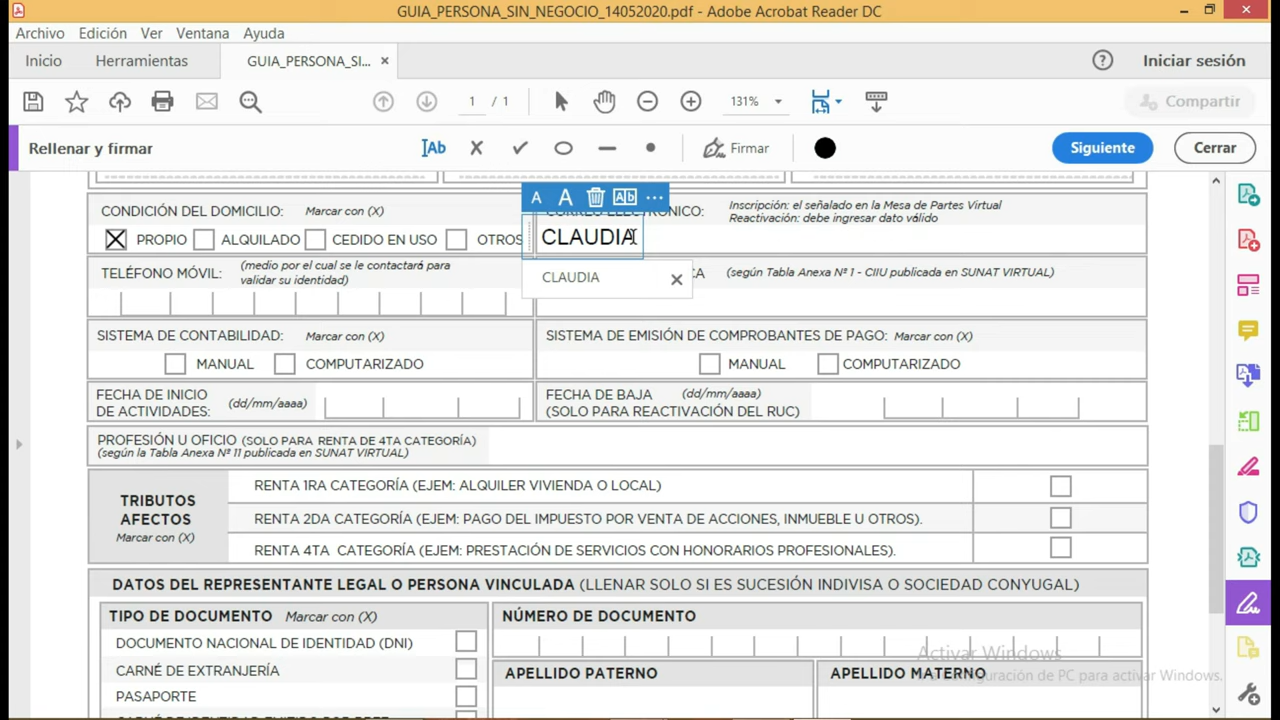 GUIA_PERSONA_SIN_NEGOCIO_14052020.pdf - Adobe Acrobat Reader DC
Archivo Edición Ver Ventana Ayuda
Inicio Herramientas GUIA_PERSONA_SI... × Iniciar sesión
1 / 1 131% Compartir
Rellenar y firmar Ab Firmar Siguiente Cerrar
A A Ab ...
CONDICIÓN DEL DOMICILIO: Marcar con (X) ELECTRÓNICO: Inscripción: el señalado en la Mesa de Partes Virtual
Reactivación: debe ingresar dato válido
PROPIO ALQUILADO CEDIDO EN USO OTROS CLAUDIA
TELÉFONO MÓVIL: (medio por el cual se le contactará para
validar su identidad)
CLAUDIA × CA (según Tabla Anexa Nº 1 - CIIU publicada en SUNAT VIRTUAL)
SISTEMA DE CONTABILIDAD: Marcar con (X) SISTEMA DE EMISIÓN DE COMPROBANTES DE PAGO: Marcar con (X)
MANUAL COMPUTARIZADO MANUAL COMPUTARIZADO
FECHA DE INICIO
DE ACTIVIDADES: (dd/mm/aaaa)
FECHA DE BAJA (dd/mm/aaaa)
(SOLO PARA REACTIVACIÓN DEL RUC)
PROFESIÓN U OFICIO (SOLO PARA RENTA DE 4TA CATEGORÍA)
(según la Tabla Anexa Nº 11 publicada en SUNAT VIRTUAL)
TRIBUTOS
AFECTOS
Marcar con (X)
RENTA 1RA CATEGORÍA (EJEM: ALQUILER VIVIENDA O LOCAL)
RENTA 2DA CATEGORÍA (EJEM: PAGO DEL IMPUESTO POR VENTA DE ACCIONES, INMUEBLE U OTROS).
RENTA 4TA CATEGORÍA (EJEM: PRESTACIÓN DE SERVICIOS CON HONORARIOS PROFESIONALES).
DATOS DEL REPRESENTANTE LEGAL O PERSONA VINCULADA (LLENAR SOLO SI ES SUCESIÓN INDIVISA O SOCIEDAD CONYUGAL)
TIPO DE DOCUMENTO Marcar con (X) NÚMERO DE DOCUMENTO
DOCUMENTO NACIONAL DE IDENTIDAD (DNI)
CARNÉ DE EXTRANJERÍA
PASAPORTE
APELLIDO PATERNO APELLIDO MATERNO
Activar Windows
configuración de PC para activar Windows.